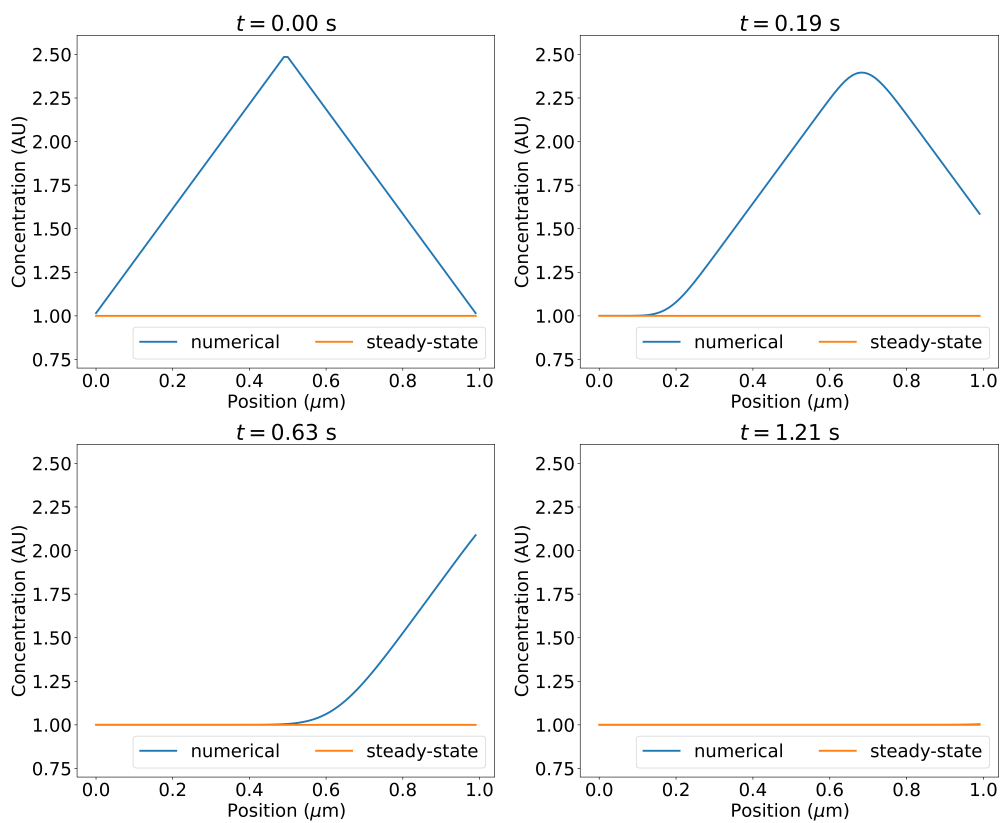 t = 0.00 s
Concentration (AU)
2.50
2.25
2.00
1.75
1.50
1.25
1.00
0.75
numerical steady-state
0.0 0.2 0.4 0.6 0.8 1.0
Position (μm)
t = 0.19 s
Concentration (AU)
2.50
2.25
2.00
1.75
1.50
1.25
1.00
0.75
numerical steady-state
0.0 0.2 0.4 0.6 0.8 1.0
Position (μm)
t = 0.63 s
Concentration (AU)
2.50
2.25
2.00
1.75
1.50
1.25
1.00
0.75
numerical steady-state
0.0 0.2 0.4 0.6 0.8 1.0
Position (μm)
t = 1.21 s
Concentration (AU)
2.50
2.25
2.00
1.75
1.50
1.25
1.00
0.75
numerical steady-state
0.0 0.2 0.4 0.6 0.8 1.0
Position (μm)